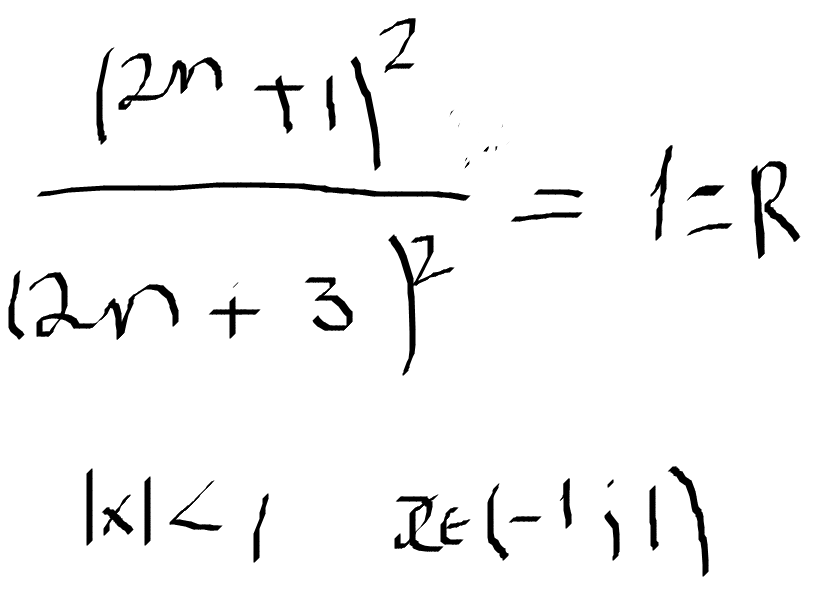 (2n + 1)²
/ (2n + 3)² = 1 = R
|x| < 1   x ∈ (-1 ; 1)